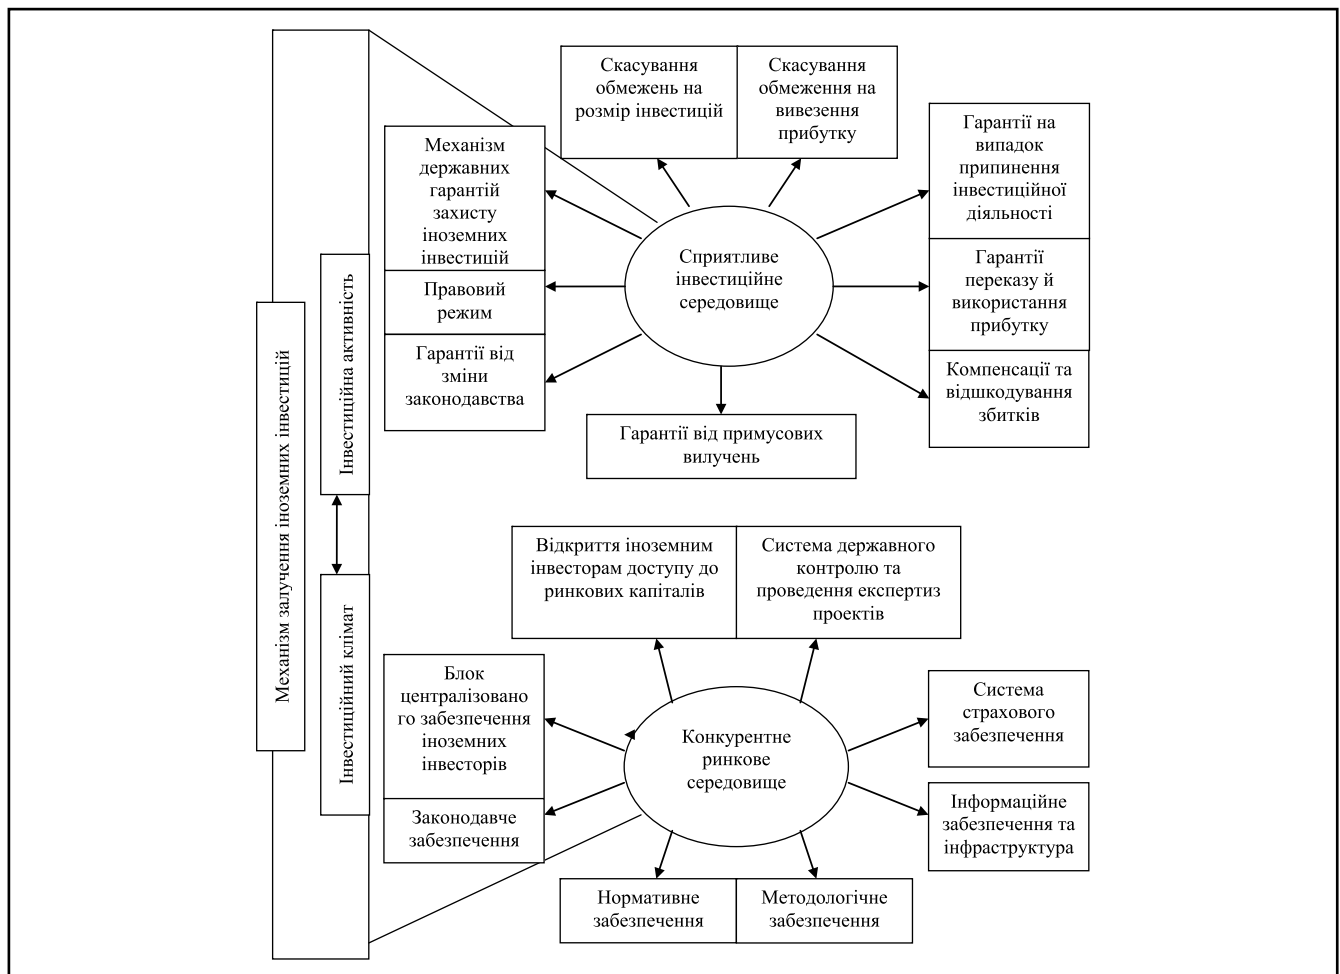 Механізм залучення іноземних інвестицій
Інвестиційна активність
Інвестиційний клімат
Скасування
обмежень на
розмір інвестицій
Скасування
обмеження на
вивезення
прибутку
Механізм
державних
гарантій
захисту
іноземних
інвестицій
Правовий
режим
Гарантії від
зміни
законодавства
Сприятливе
інвестиційне
середовище
Гарантії на
випадок
припинення
інвестиційної
діяльності
Гарантії
переказу й
використання
прибутку
Компенсації та
відшкодування
збитків
Гарантії від примусових
вилучень
Відкриття іноземним
інвесторам доступу до
ринкових капіталів
Система державного
контролю та
проведення експертиз
проектів
Блок
централізовано
го забезпечення
іноземних
інвесторів
Законодавче
забезпечення
Конкурентне
ринкове
середовище
Система
страхового
забезпечення
Інформаційне
забезпечення та
інфраструктура
Нормативне
забезпечення
Методологічне
забезпечення